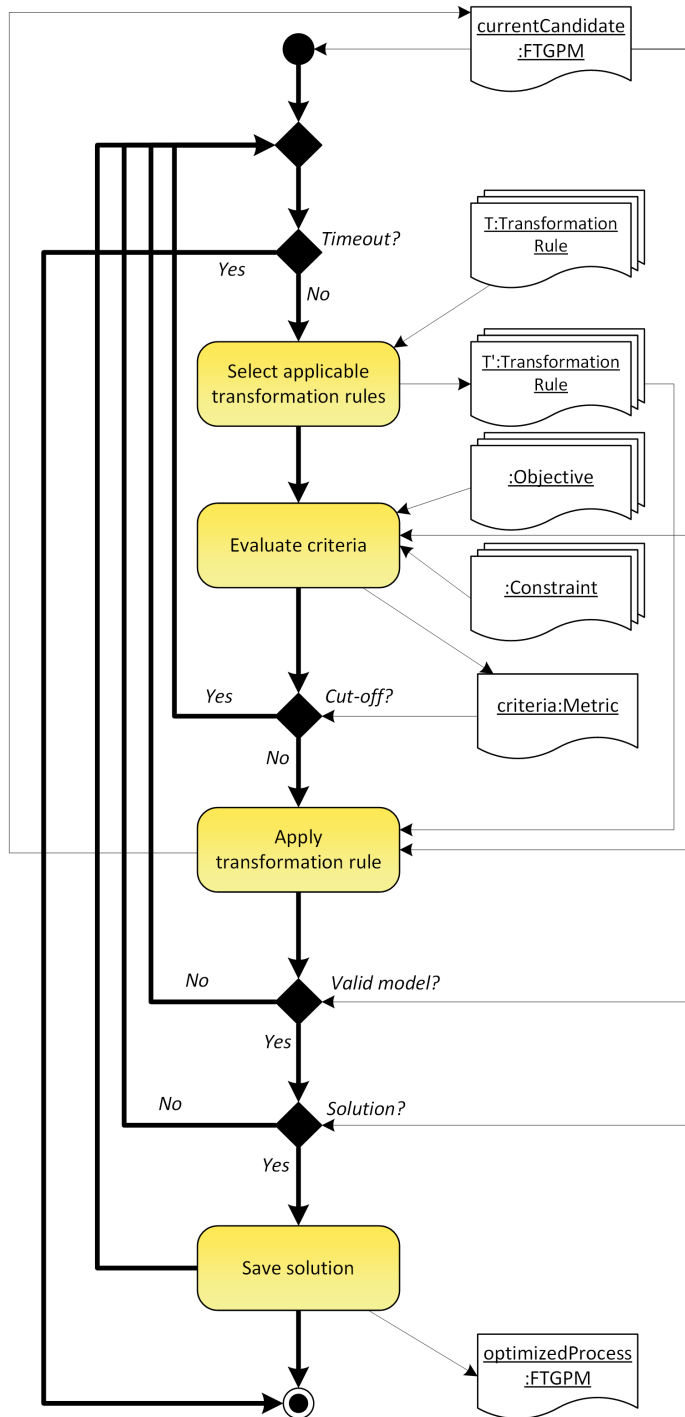 currentCandidate
:FTGPM
T:Transformation
Rule
Timeout?
Yes
No
Select applicable
transformation rules
T':Transformation
Rule
:Objective
Evaluate criteria
:Constraint
Yes
Cut-off?
criteria:Metric
No
Apply
transformation rule
No
Valid model?
Yes
No
Solution?
Yes
Save solution
optimizedProcess
:FTGPM